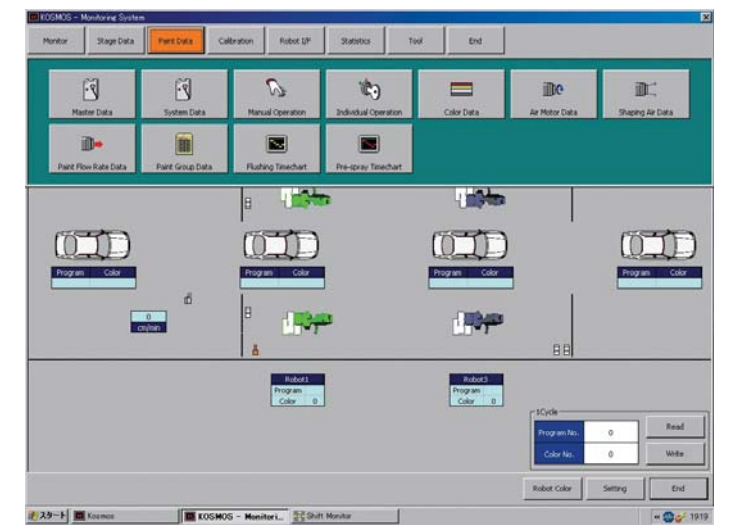 KOSMOS - Monitoring System
Monitor Stage Data Paint Data Calibration Robot I/F Statistics Tool End
Master Data System Data Manual Operation Individual Operation Color Data Air Motor Data Shaping Air Data
Paint Flow Rate Data Paint Group Data Flushing Timechart Pre-spray Timechart
Program Color Program Color Program Color Program Color
0
cm/min
Robot1 Robot3
Program Program
Color 0 Color 0
1Cycle
Program No. 0 Read
Color No. 0 Write
Robot Color Setting End
スタート Kosmos KOSMOS - Monitori... Shift Monitor 19:19